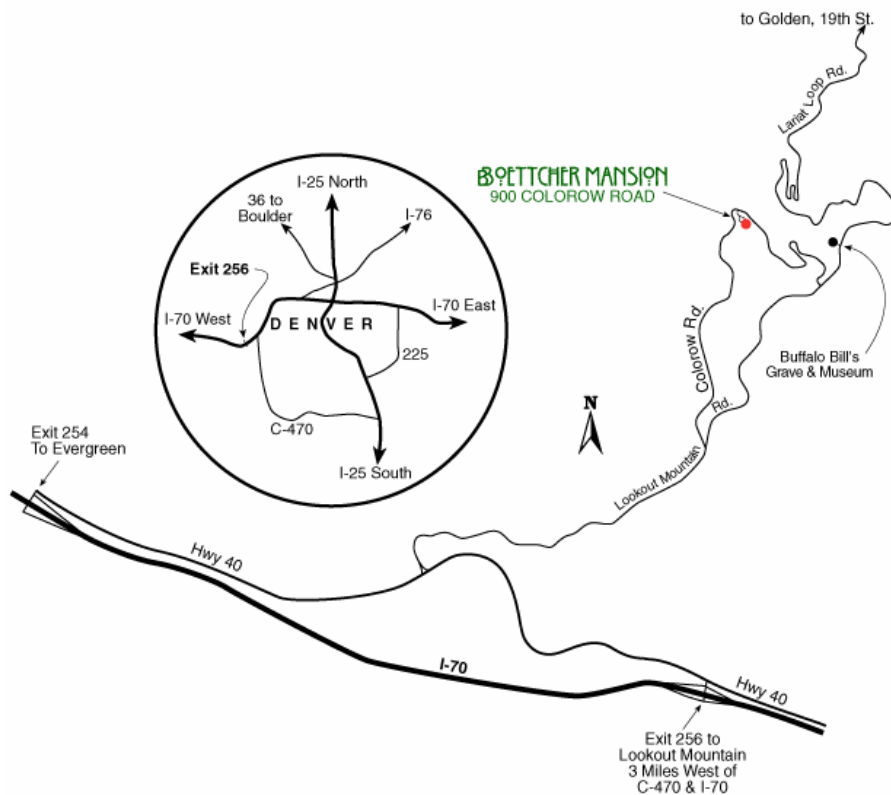 to Golden, 19th St.
Lariat Loop Rd.
BOETTCHER MANSION
900 COLOROW ROAD
I-25 North
36 to
Boulder
I-76
Exit 256
I-70 West
I-70 East
DENVER
225
C-470
I-25 South
Colorow Rd.
Buffalo Bill's
Grave & Museum
N
Lookout Mountain Rd.
Exit 254
To Evergreen
Hwy 40
I-70
Hwy 40
Exit 256 to
Lookout Mountain
3 Miles West of
C-470 & I-70